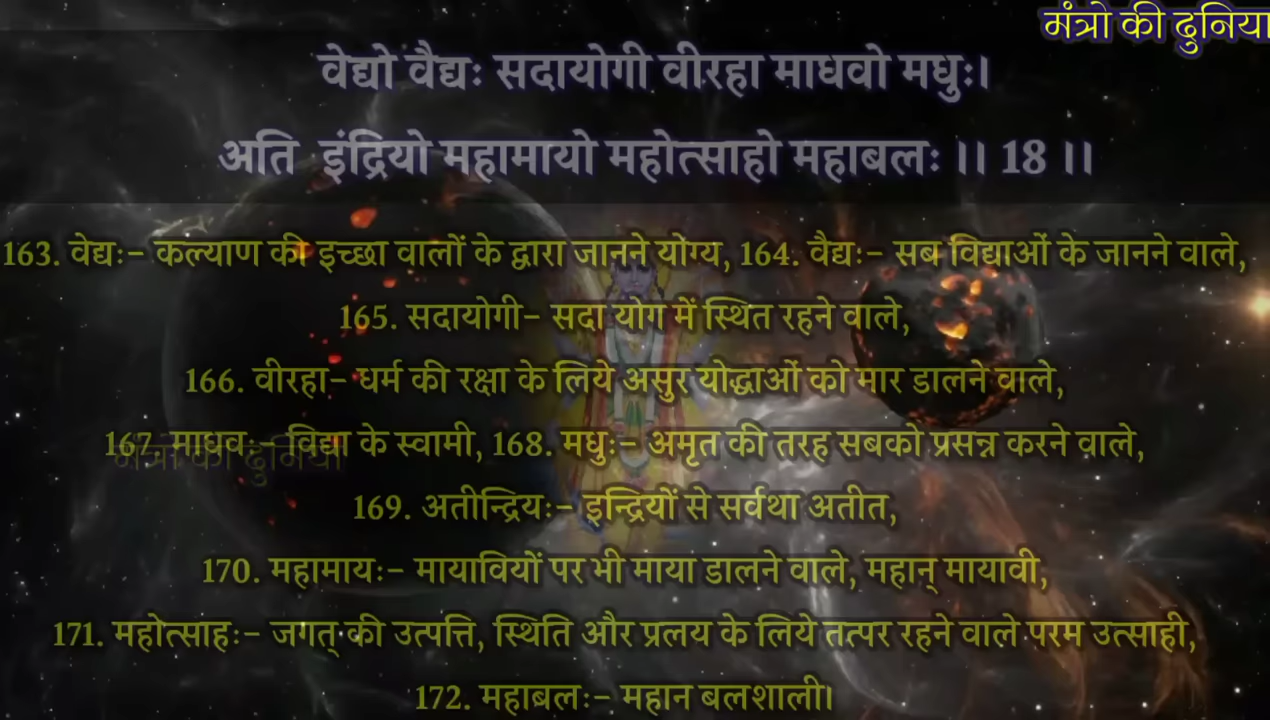 मंत्रो की दुनिया
वेद्यो वैद्यः सदायोगी वीरहा माधवो मधुः।
अति इंद्रियो महामायो महोत्साहो महाबलः ।। 18 ।।
163. वेद्यः– कल्याण की इच्छा वालों के द्वारा जानने योग्य, 164. वैद्यः– सब विद्याओं के जानने वाले,
165. सदायोगी– सदा योग में स्थित रहने वाले,
166. वीरहा– धर्म की रक्षा के लिये असुर योद्धाओं को मार डालने वाले,
167. माधवः– विद्या के स्वामी, 168. मधुः– अमृत की तरह सबको प्रसन्न करने वाले,
मंत्रो की दुनिया
169. अतीन्द्रियः– इन्द्रियों से सर्वथा अतीत,
170. महामायः– मायावियों पर भी माया डालने वाले, महान् मायावी,
171. महोत्साहः– जगत् की उत्पत्ति, स्थिति और प्रलय के लिये तत्पर रहने वाले परम उत्साही,
172. महाबलः– महान बलशाली।